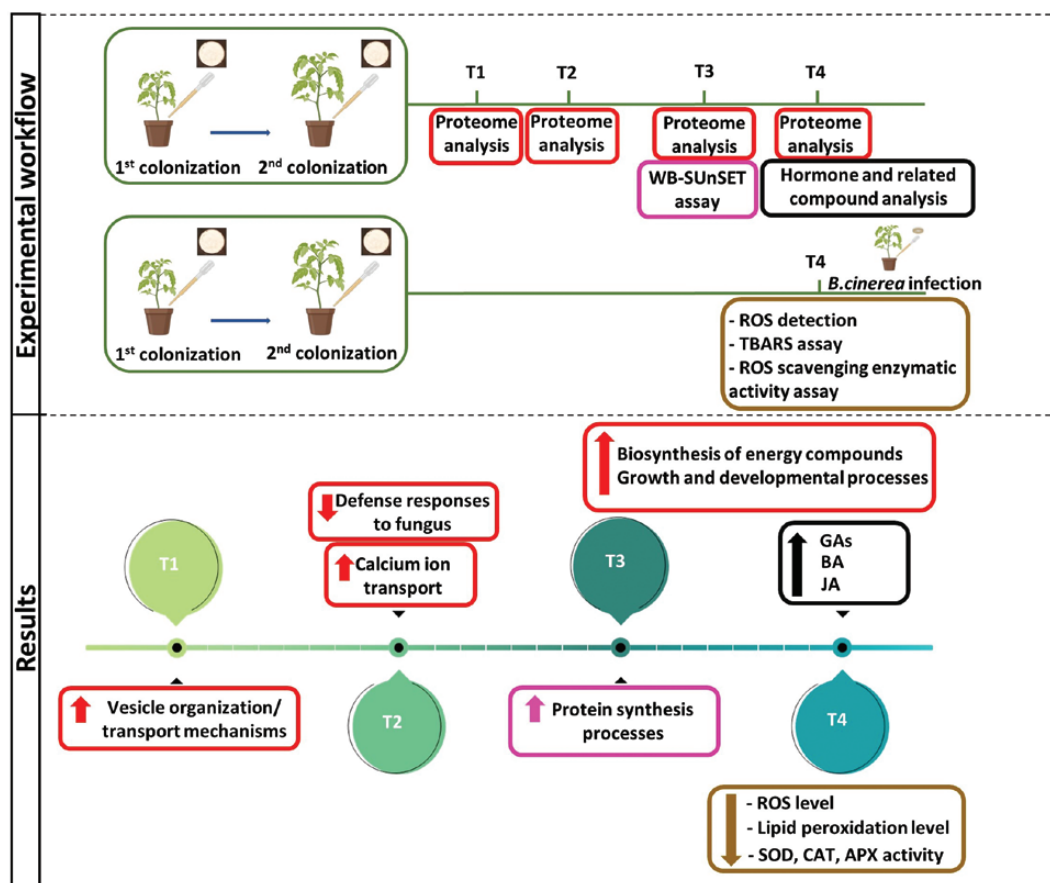 Experimental workflow
1st colonization
2nd colonization
T1
T2
T3
T4
Proteome
analysis
Proteome
analysis
Proteome
analysis
Proteome
analysis
WB-SUnSET
assay
Hormone and related
compound analysis
1st colonization
2nd colonization
T4
B.cinerea infection
- ROS detection
- TBARS assay
- ROS scavenging enzymatic
activity assay
Results
Biosynthesis of energy compounds
Growth and developmental processes
Defense responses
to fungus
Calcium ion
transport
GAs
BA
JA
T1
T3
Vesicle organization/
transport mechanisms
T2
Protein synthesis
processes
T4
- ROS level
- Lipid peroxidation level
- SOD, CAT, APX activity